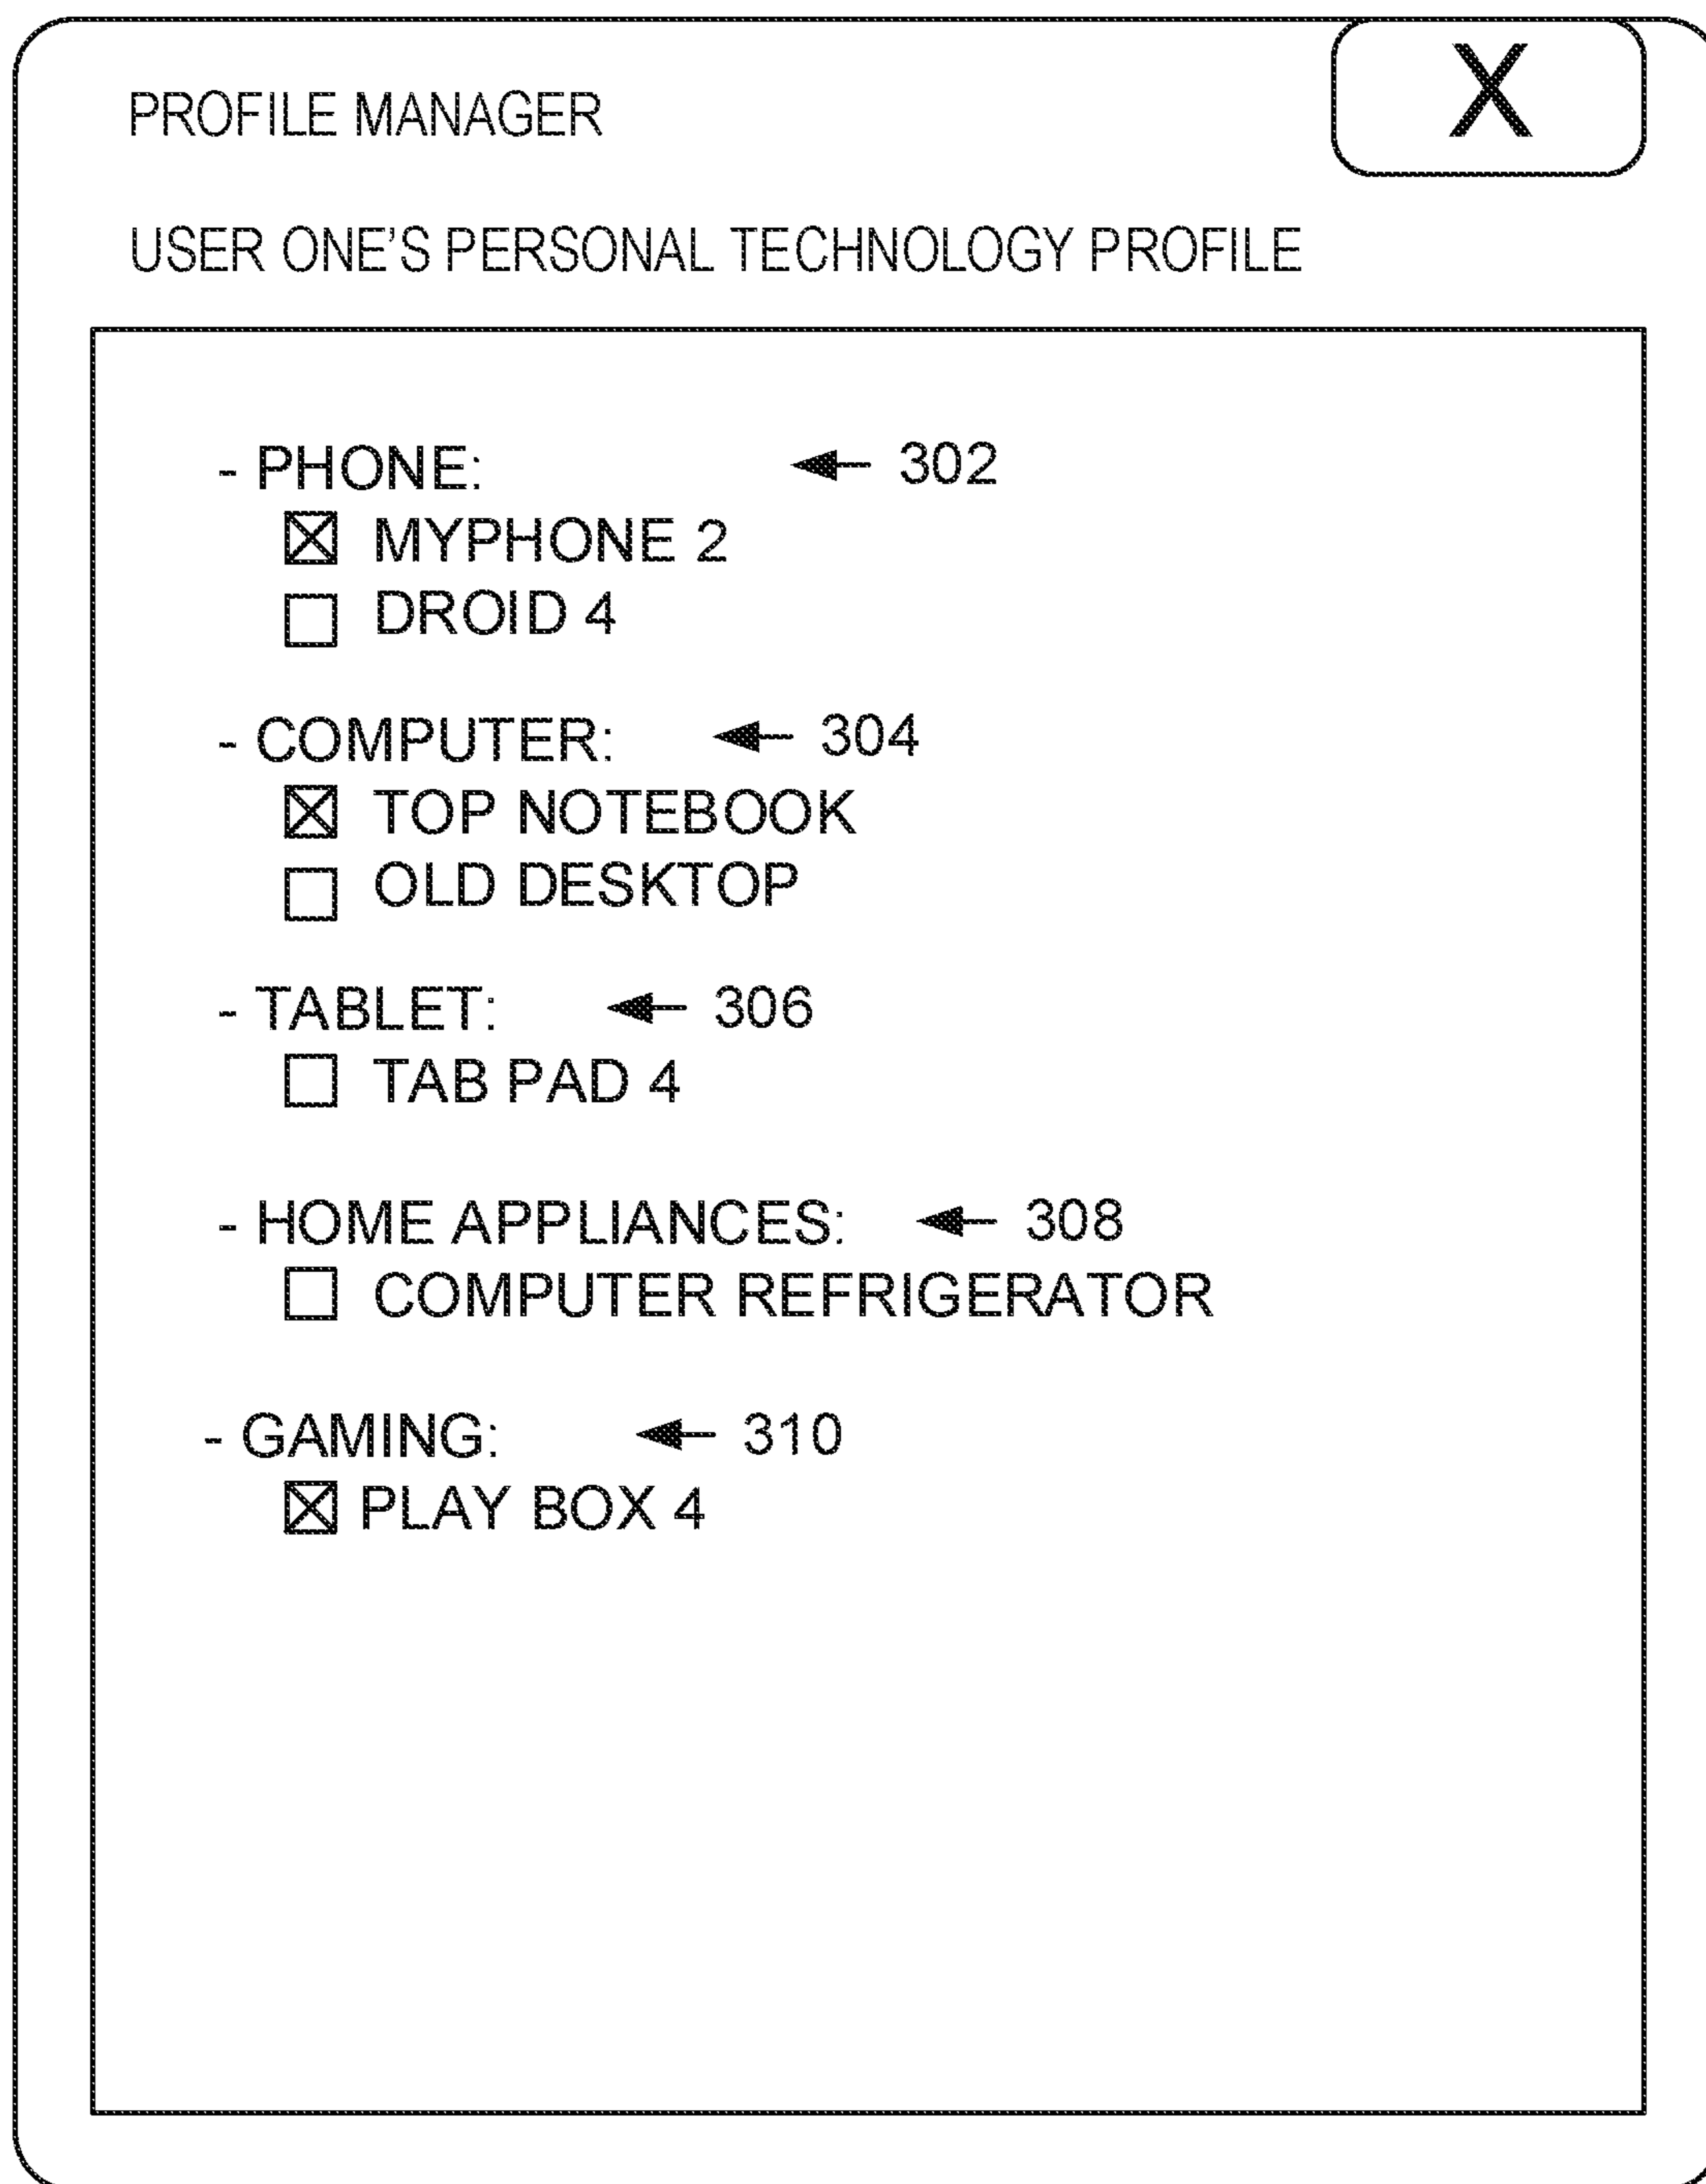 PROFILE MANAGER
X
USER ONE'S PERSONAL TECHNOLOGY PROFILE
- PHONE: 302
MYPHONE 2
DROID 4
- COMPUTER: 304
TOP NOTEBOOK
OLD DESKTOP
- TABLET: 306
TAB PAD 4
- HOME APPLIANCES: 308
COMPUTER REFRIGERATOR
- GAMING: 310
PLAY BOX 4